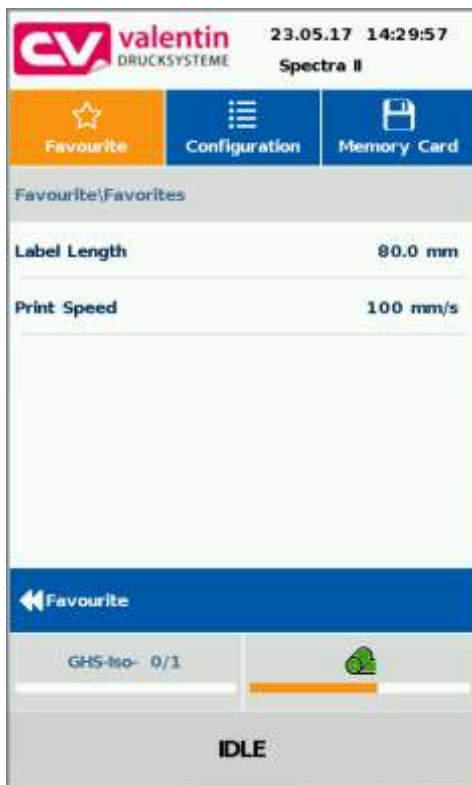 CV valentin
DRUCKSYSTEME
23.05.17 14:29:57
Spectra II
Favourite
Configuration
Memory Card
Favourite\Favorites
Label Length 80.0 mm
Print Speed 100 mm/s
Favourite
GHS-Iso- 0/1
IDLE